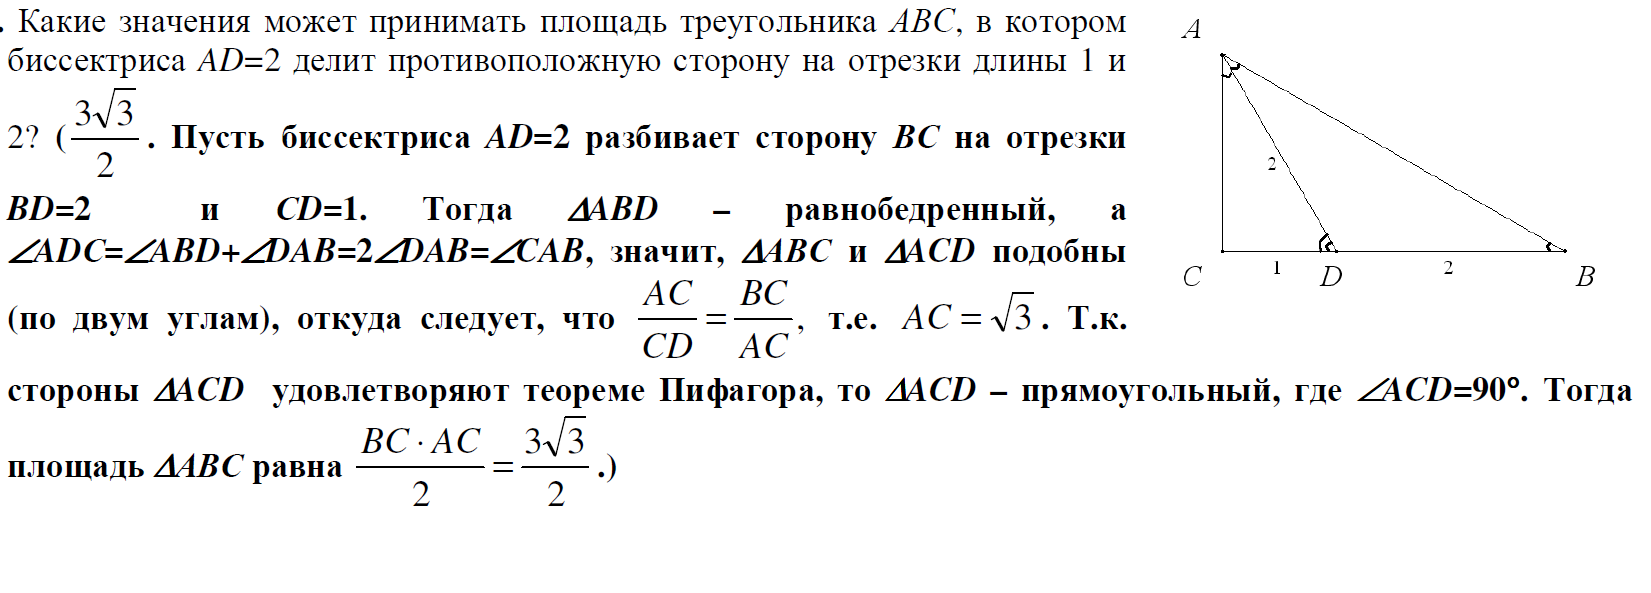 . Какие значения может принимать площадь треугольника ABC, в котором
биссектриса AD=2 делит противоположную сторону на отрезки длины 1 и
2? (3√3/2. Пусть биссектриса AD=2 разбивает сторону BC на отрезки
BD=2 и CD=1. Тогда ΔABD – равнобедренный, а
∠ADC=∠ABD+∠DAB=2∠DAB=∠CAB, значит, ΔABC и ΔACD подобны
(по двум углам), откуда следует, что AC/CD = BC/AC, т.е. AC = √3. Т.к.
стороны ΔACD удовлетворяют теореме Пифагора, то ΔACD – прямоугольный, где ∠ACD=90°. Тогда
площадь ΔABC равна BC·AC/2 = 3√3/2.)
A
2
C
1
D
2
B